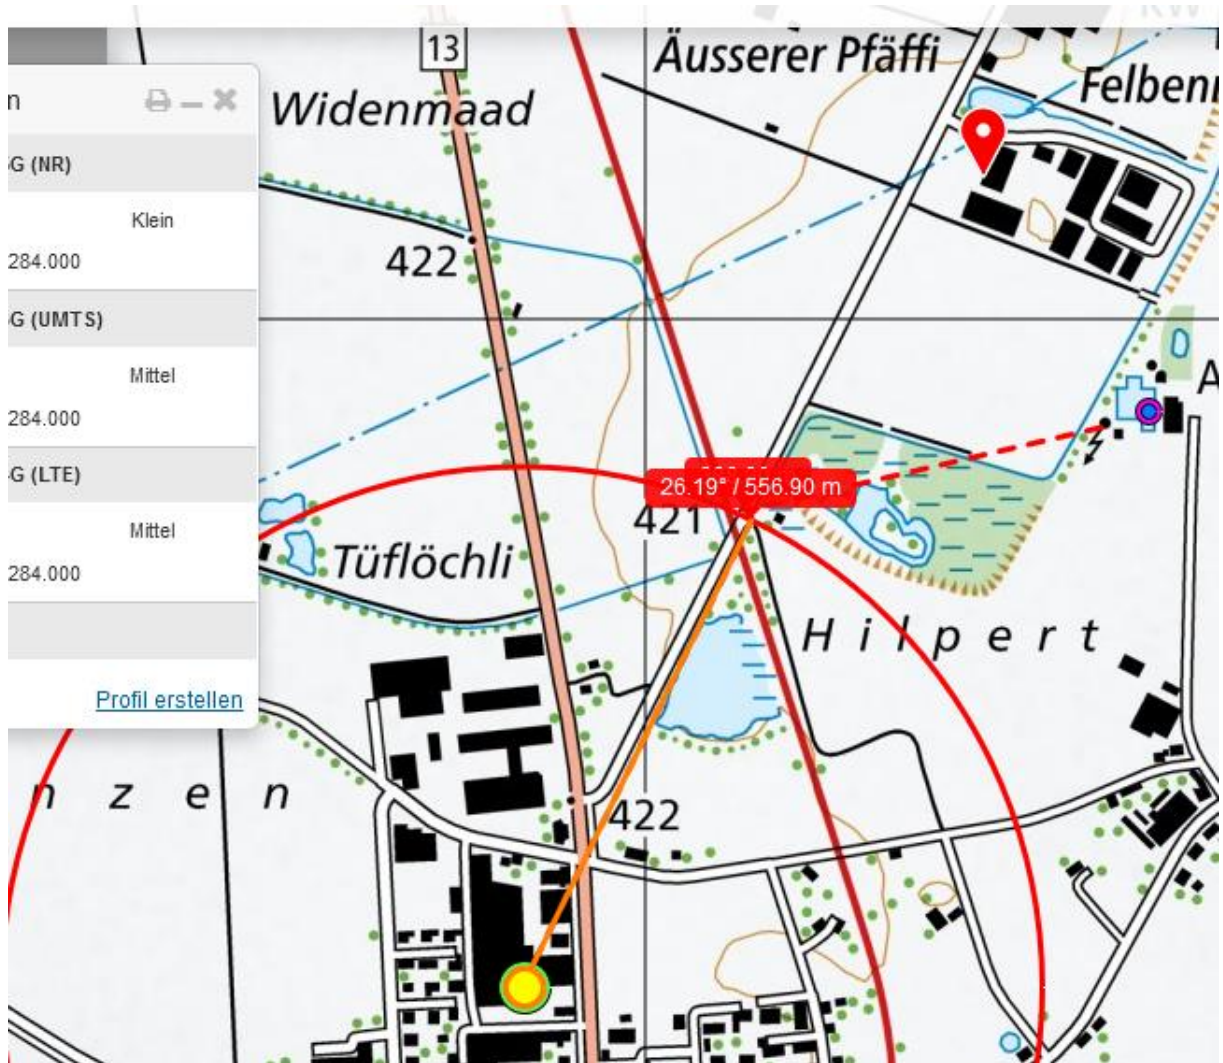 13
Äusserer Pfäffi
Widenmaad
G (NR)
Klein
284.000
422
G (UMTS)
Mittel
284.000
G (LTE)
Mittel
284.000
26.19° / 556.90 m
421
Tüflöchli
Hilpert
Profil erstellen
422